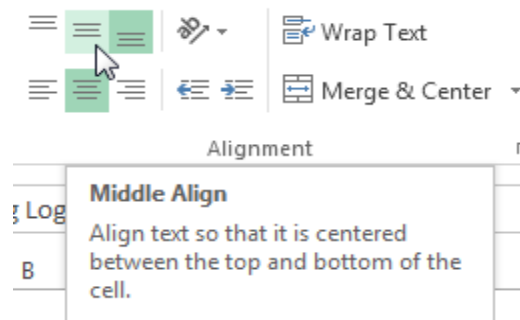 Wrap Text
Merge & Center
Alignment
Middle Align
Align text so that it is centered
between the top and bottom of the
cell.
g Log
B